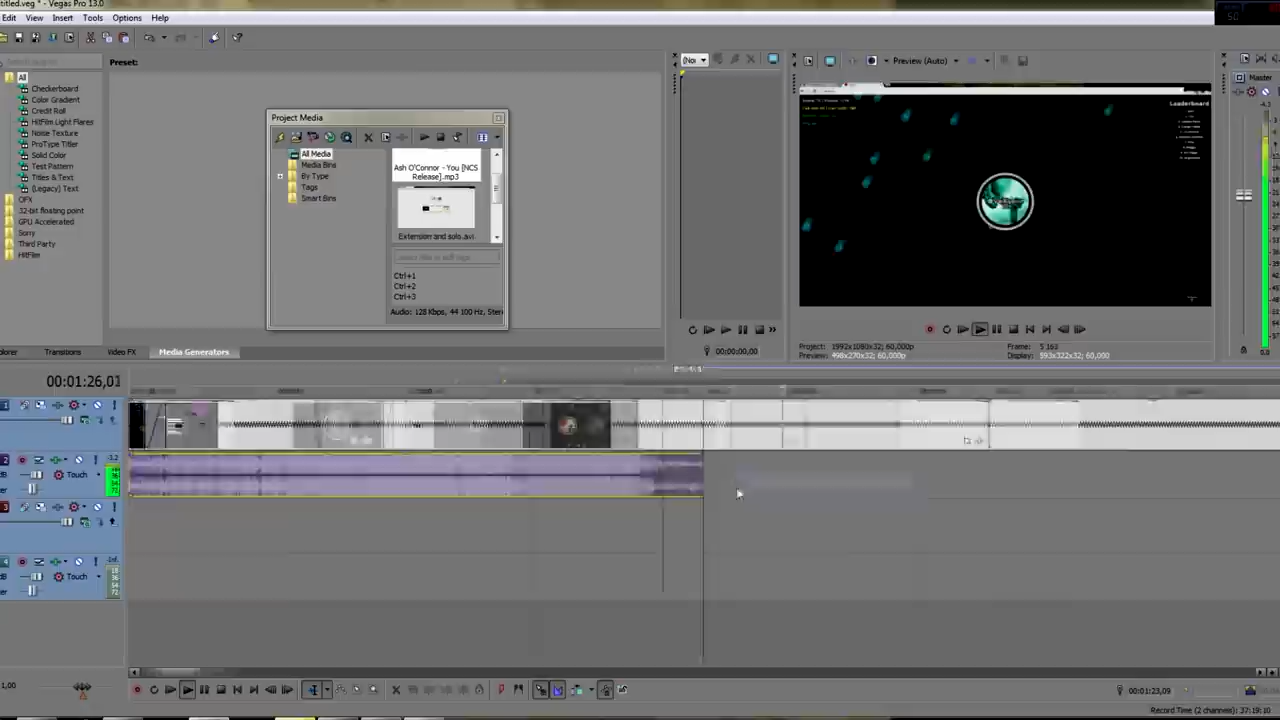 ntitled.veg * - Vegas Pro 13.0
Edit View Insert Tools Options Help
Preset:
Preview (Auto)
Master
All
Checkerboard
Color Gradient
Credit Roll
HitFilm Light Flares
Noise Texture
ProType Titler
Solid Color
Test Pattern
Titles & Text
(Legacy) Text
OFX
32-bit floating point
GPU Accelerated
Sony
Third Party
HitFilm
Project Media
All Media
Media Bins
By Type
Tags
Smart Bins
Ash O'Connor - You [NCS
Release].mp3
Extension and solo.avi
Ctrl+1
Ctrl+2
Ctrl+3
Audio: 128 Kbps, 44 100 Hz, Stere
Leaderboard
00:00:00,00
Project: 1992x1080x32; 60,000p
Frame: 5 163
Preview: 498x270x32; 60,000p
Display: 593x322x32; 60,000
plorer Transitions Video FX Media Generators
00:01:26,01
Touch
Touch
1,00
00:01:23,09
Record Time (2 channels): 37:19:10